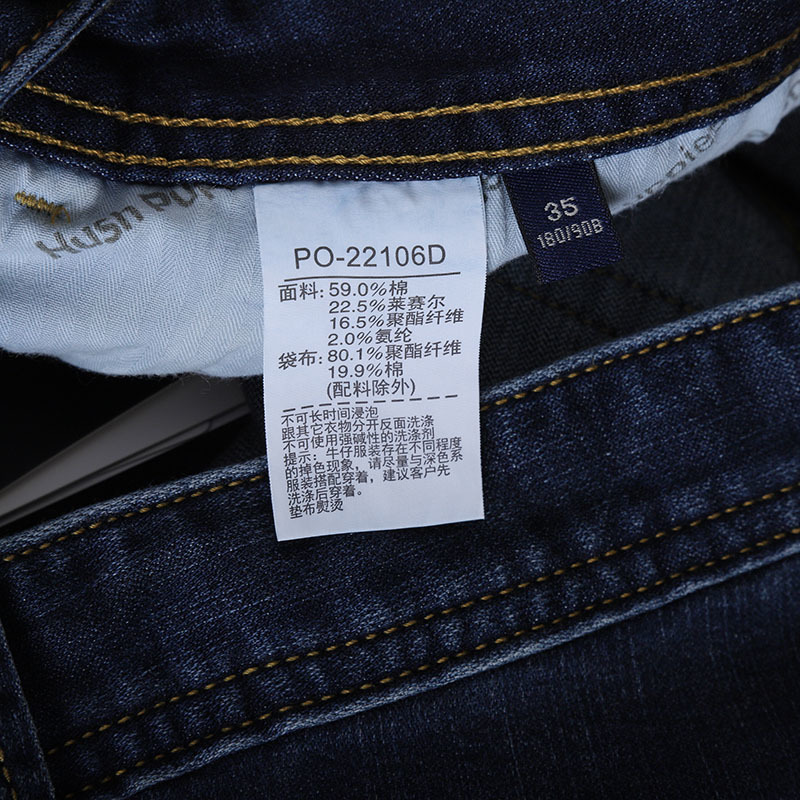 Hush pup
35
180/90B
PO-22106D
面料: 59.0%棉
22.5%莱赛尔
16.5%聚酯纤维
2.0%氨纶
袋布: 80.1%聚酯纤维
19.9%棉
(配料除外)
不可长时间浸泡
跟其它衣物分开反面洗涤
不可使用强碱性的洗涤剂
提示: 牛仔服装存在不同程度
的掉色现象, 请尽量与深色系
服装搭配穿着, 建议客户先
洗涤后穿着.
垫布熨烫